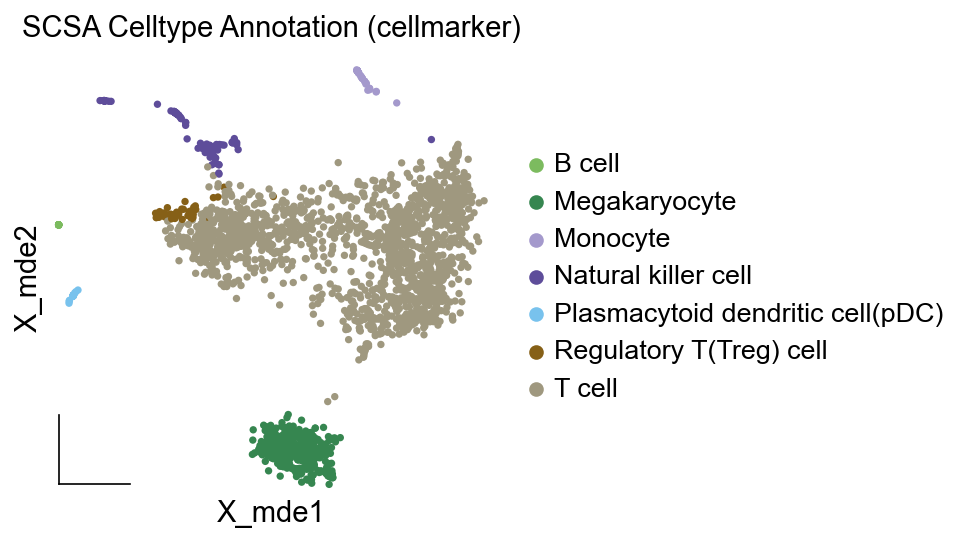 SCSA Celltype Annotation (cellmarker)
B cell
Megakaryocyte
Monocyte
Natural killer cell
Plasmacytoid dendritic cell(pDC)
Regulatory T(Treg) cell
T cell
X_mde2
X_mde1